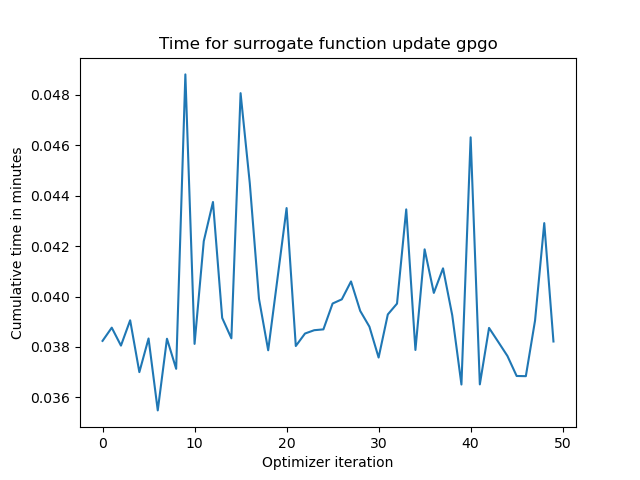 Time for surrogate function update gpgo
Cumulative time in minutes
0.048
0.046
0.044
0.042
0.040
0.038
0.036
0 10 20 30 40 50
Optimizer iteration